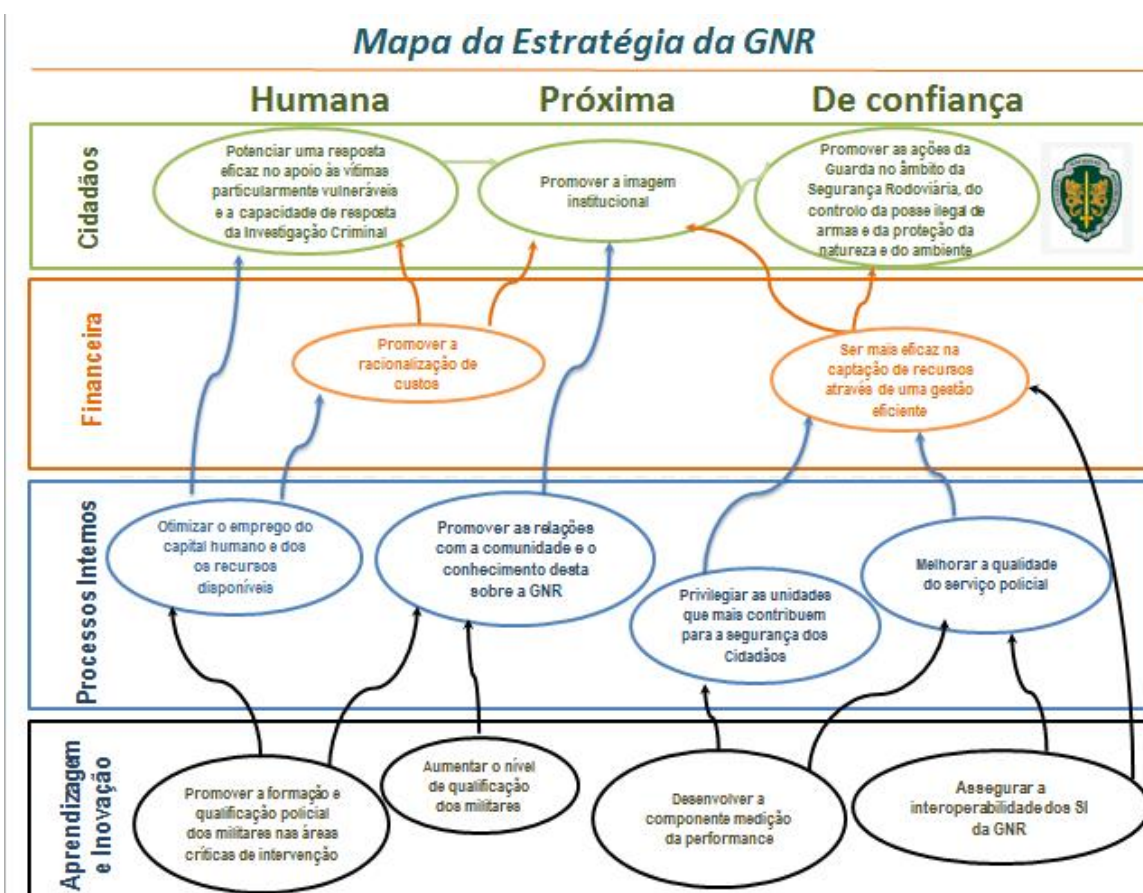 Mapa da Estratégia da GNR
Humana
Próxima
De confiança
Cidadãos
Potenciar uma resposta
eficaz no apoio às vítimas
particularmente vulneráveis
e a capacidade de resposta
da Investigação Criminal
Promover a imagem
institucional
Promover as ações da
Guarda no âmbito da
Segurança Rodoviária, do
controlo da posse ilegal de
armas e da proteção da
natureza e do ambiente
Financeira
Promover a
racionalização de
custos
Ser mais eficaz na
captação de recursos
através de uma gestão
eficiente
Processos Internos
Otimizar o emprego do
capital humano e dos
os recursos
disponíveis
Promover as relações
com a comunidade e o
conhecimento desta
sobre a GNR
Privilegiar as unidades
que mais contribuem
para a segurança dos
Cidadãos
Melhorar a qualidade
do serviço policial
Aprendizagem
e Inovação
Promover a formação e
qualificação policial
dos militares nas áreas
críticas de intervenção
Aumentar o nível
de qualificação
dos militares
Desenvolver a
componente medição
da performance
Assegurar a
interoperabilidade dos SI
da GNR